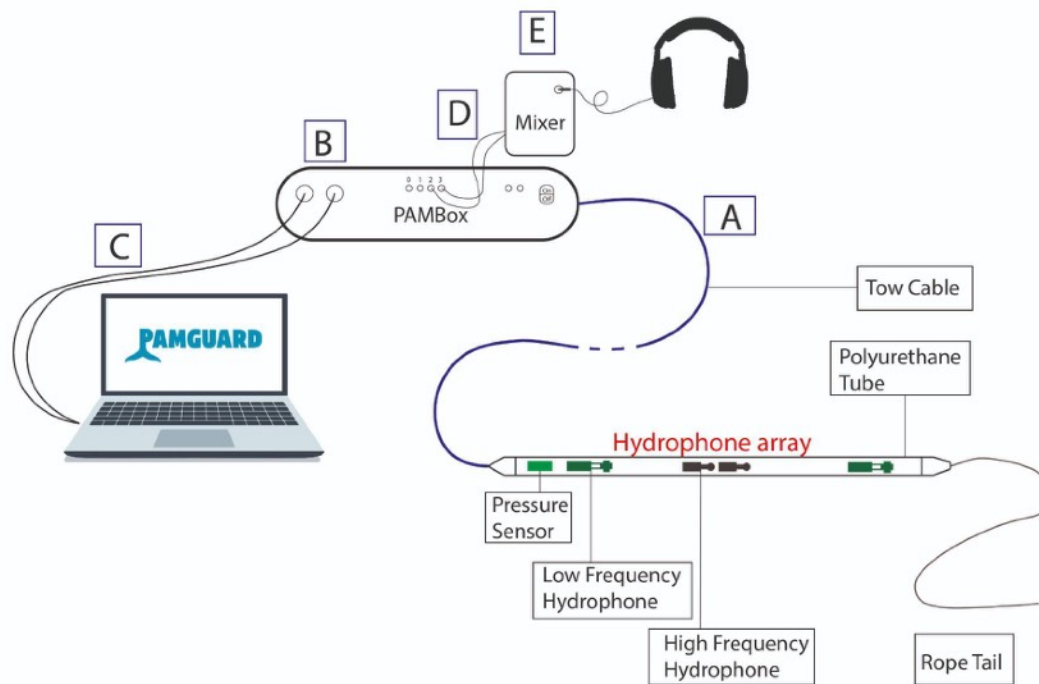 E
Mixer
D
B
0 1 2 3
On
Off
PAMBox
A
C
Tow Cable
PAMGUARD
Polyurethane
Tube
Hydrophone array
Pressure
Sensor
Low Frequency
Hydrophone
High Frequency
Hydrophone
Rope Tail